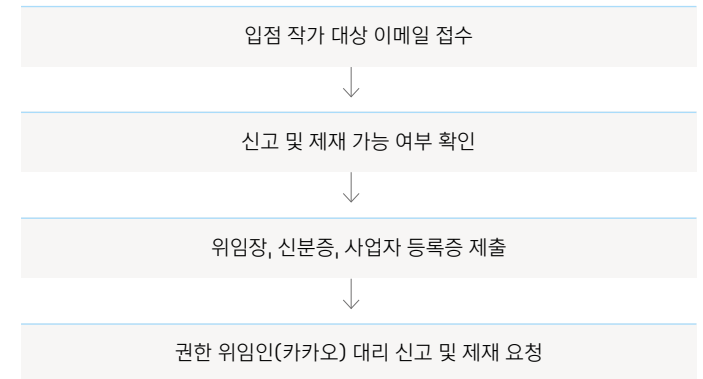 입점 작가 대상 이메일 접수
신고 및 제재 가능 여부 확인
위임장, 신분증, 사업자 등록증 제출
권한 위임인(카카오) 대리 신고 및 제재 요청